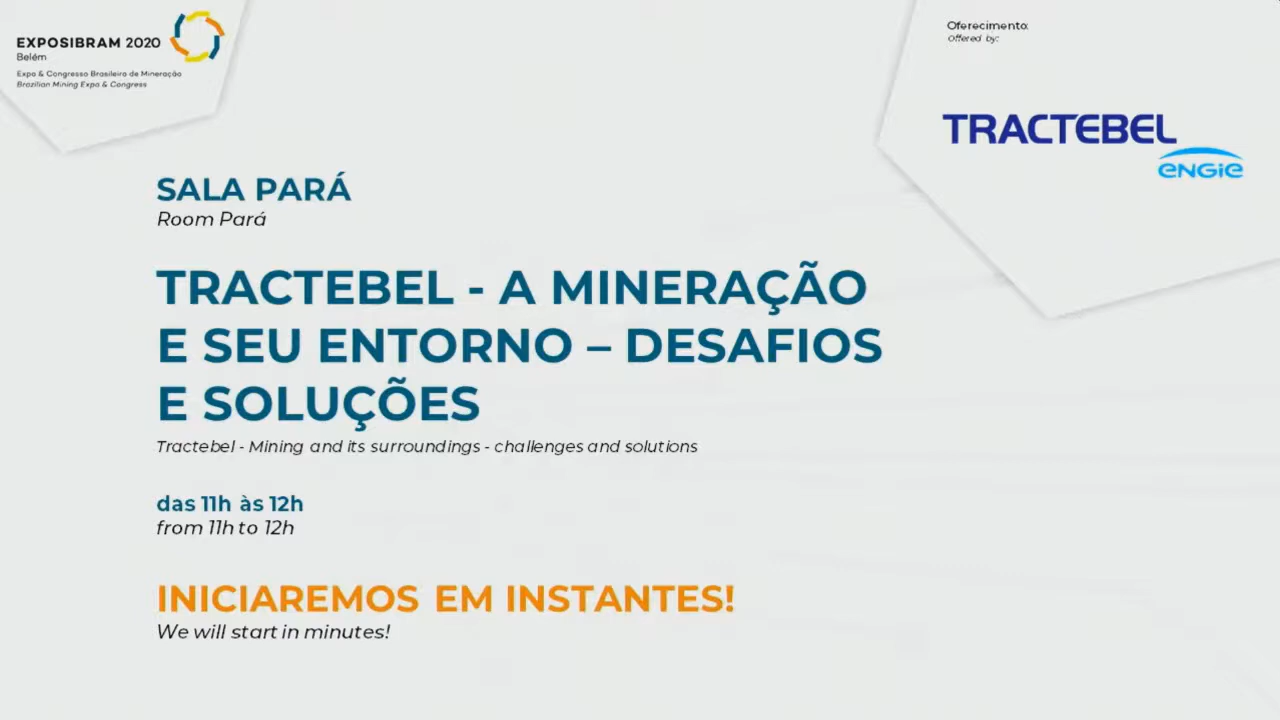 EXPOSIBRAM 2020
Belém
Expo & Congresso Brasileiro de Mineração
Brazilian Mining Expo & Congress
Oferecimento:
Offered by:
TRACTEBEL
ENGIE
SALA PARÁ
Room Pará
TRACTEBEL - A MINERAÇÃO
E SEU ENTORNO – DESAFIOS
E SOLUÇÕES
Tractebel - Mining and its surroundings - challenges and solutions
das 11h às 12h
from 11h to 12h
INICIAREMOS EM INSTANTES!
We will start in minutes!